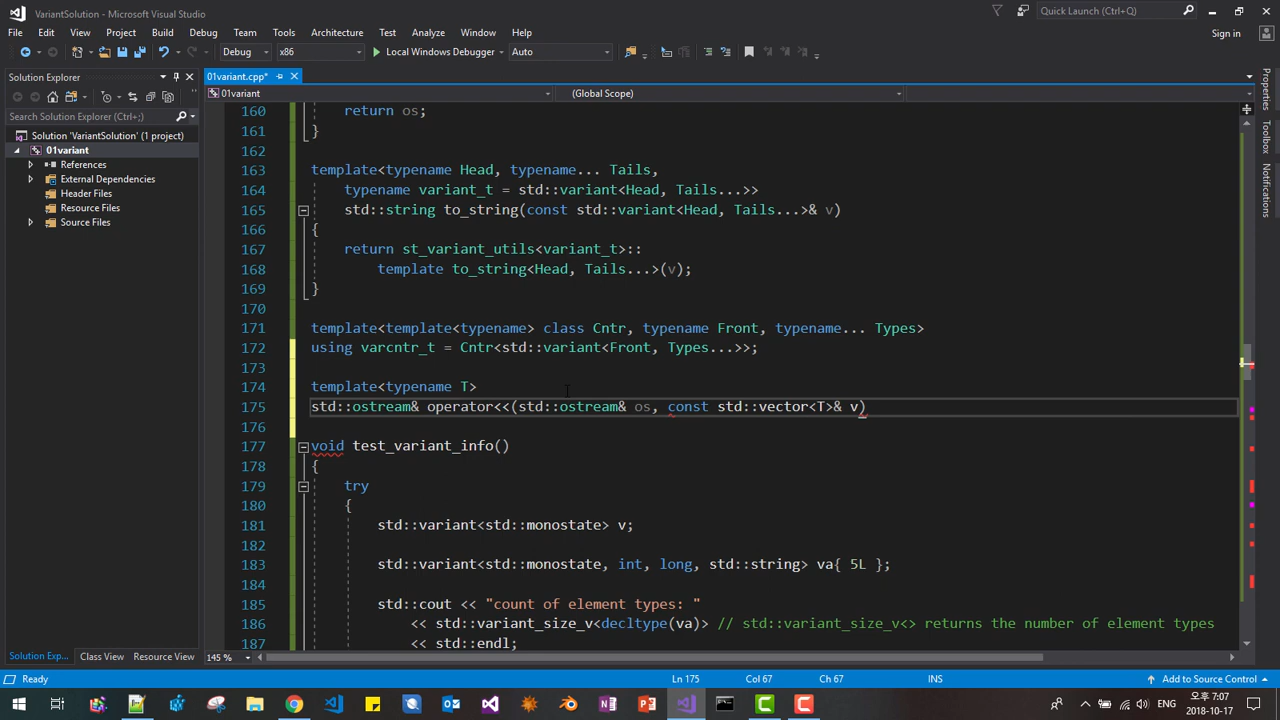 VariantSolution - Microsoft Visual Studio
Quick Launch (Ctrl+Q)
File Edit View Project Build Debug Team Tools Architecture Test Analyze Window Help
Sign in
Debug x86 Local Windows Debugger Auto
Solution Explorer
01variant.cpp*
01variant (Global Scope)
Search Solution Explorer (Ctrl+;)
Solution 'VariantSolution' (1 project)
01variant
References
External Dependencies
Header Files
Resource Files
Source Files
160 return os;
161 }
162
163 template<typename Head, typename... Tails,
164 typename variant_t = std::variant<Head, Tails...>>
165 std::string to_string(const std::variant<Head, Tails...>& v)
166 {
167 return st_variant_utils<variant_t>::
168 template to_string<Head, Tails...>(v);
169 }
170
171 template<template<typename> class Cntr, typename Front, typename... Types>
172 using varcntr_t = Cntr<std::variant<Front, Types...>>;
173
174 template<typename T>
175 std::ostream& operator<<(std::ostream& os, const std::vector<T>& v)
176
177 void test_variant_info()
178 {
179 try
180 {
181 std::variant<std::monostate> v;
182
183 std::variant<std::monostate, int, long, std::string> va{ 5L };
184
185 std::cout << "count of element types: "
186 << std::variant_size_v<decltype(va)> // std::variant_size_v<> returns the number of element types
187 << std::endl;
Properties
Toolbox
Notifications
Solution Exp... Class View Resource View
145 %
Ready Ln 175 Col 67 Ch 67 INS Add to Source Control
ENG
오후 7:07
2018-10-17